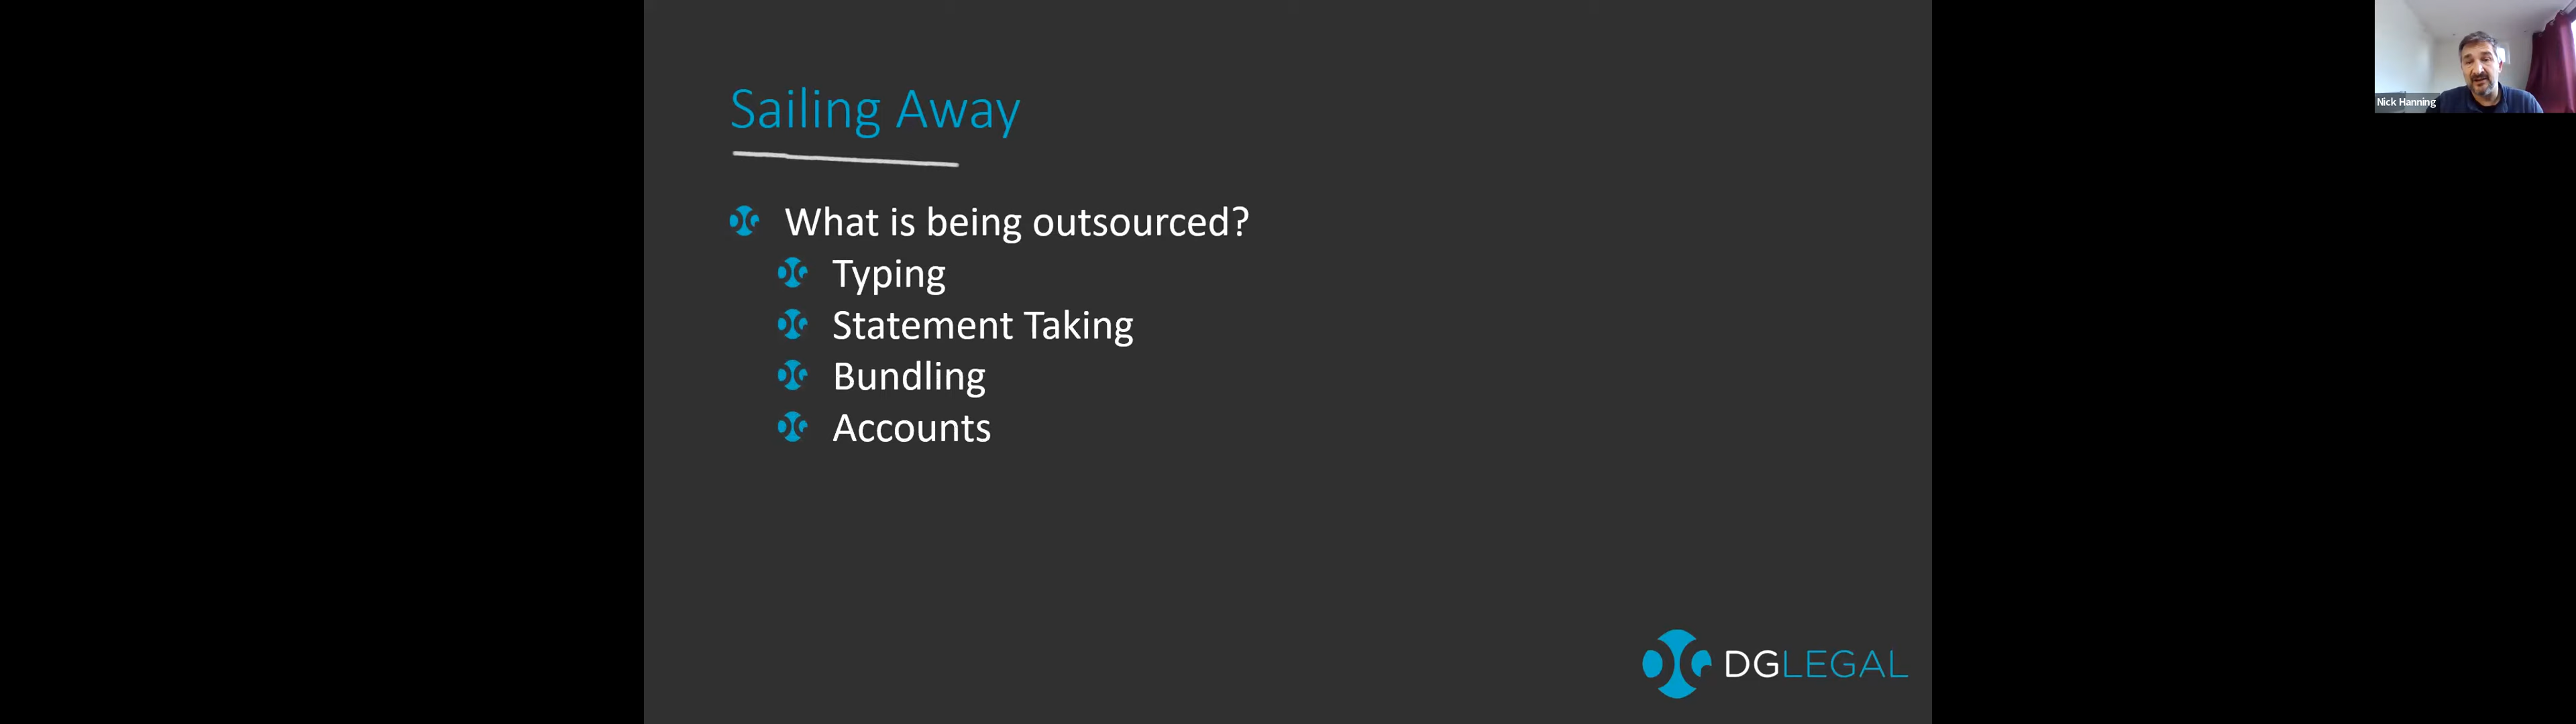 Sailing Away
What is being outsourced?
Typing
Statement Taking
Bundling
Accounts
DGLEGAL
Nick Hanning